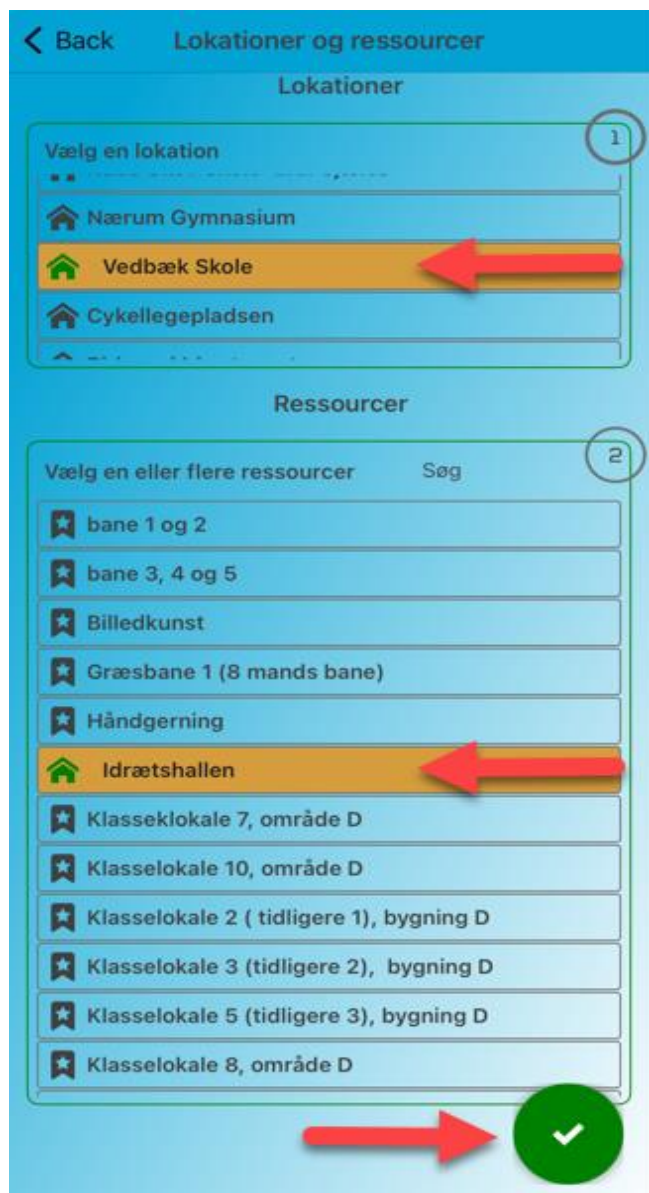 Back Lokationer og ressourcer
Lokationer
1
Vælg en lokation
Nærum Gymnasium
Vedbæk Skole
Cykellegepladsen
Ressourcer
2
Vælg en eller flere ressourcer Søg
bane 1 og 2
bane 3, 4 og 5
Billedkunst
Græsbane 1 (8 mands bane)
Håndgerning
Idrætshallen
Klasseklokale 7, område D
Klasselokale 10, område D
Klasselokale 2 ( tidligere 1), bygning D
Klasselokale 3 (tidligere 2), bygning D
Klasselokale 5 (tidligere 3), bygning D
Klasselokale 8, område D